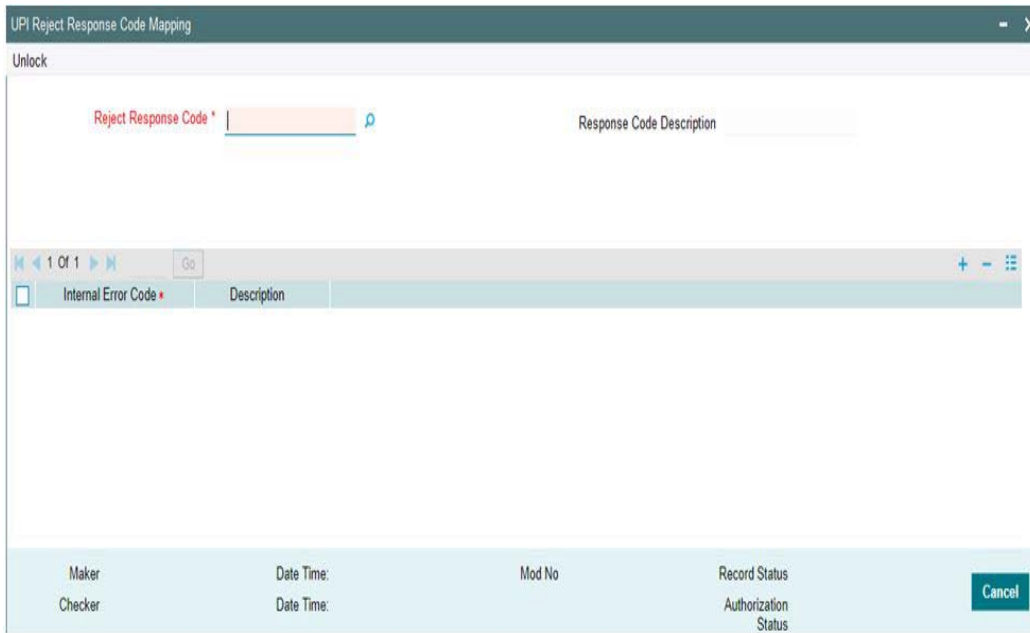 UPI Reject Response Code Mapping
Unlock
Reject Response Code *
Response Code Description
1 Of 1 Go
Internal Error Code * Description
Maker Date Time: Mod No Record Status
Checker Date Time: Authorization Status
Cancel